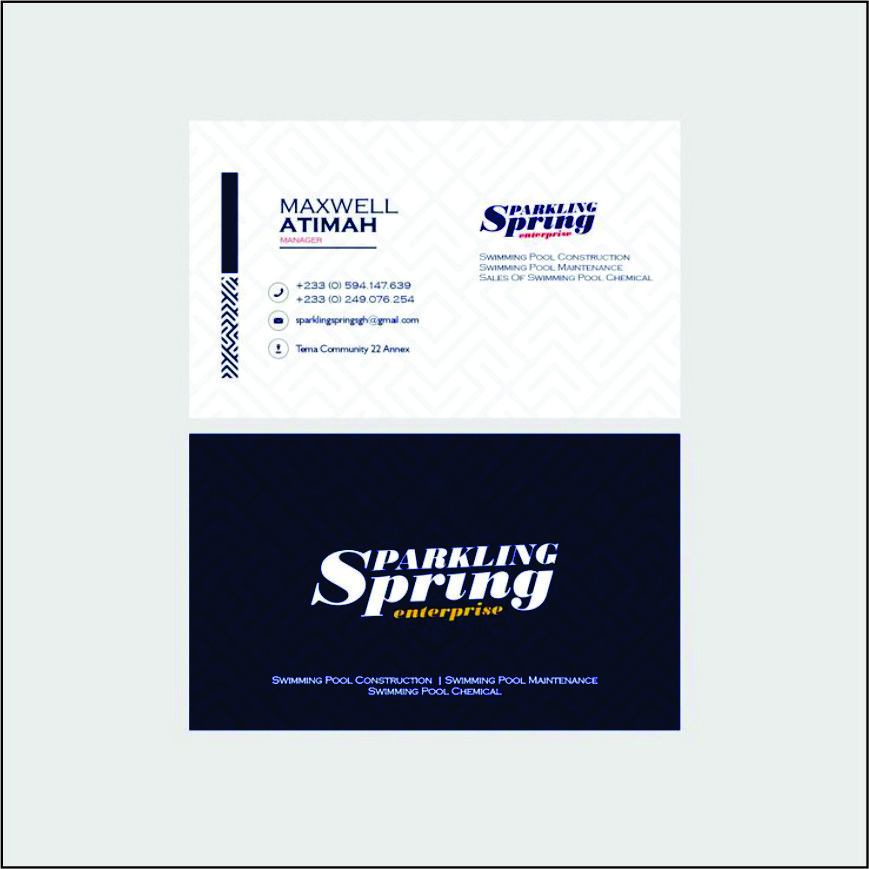 MAXWELL
ATIMAH
MANAGER
+233 (0) 594.147.639
+233 (0) 249.076.254
sparklingspringsgh@gmail.com
Tema Community 22 Annex
SPARKLING
Spring
enterprise
SWIMMING POOL CONSTRUCTION
SWIMMING POOL MAINTENANCE
SALES OF SWIMMING POOL CHEMICAL
SPARKLING
Spring
enterprise
SWIMMING POOL CONSTRUCTION | SWIMMING POOL MAINTENANCE
SWIMMING POOL CHEMICAL